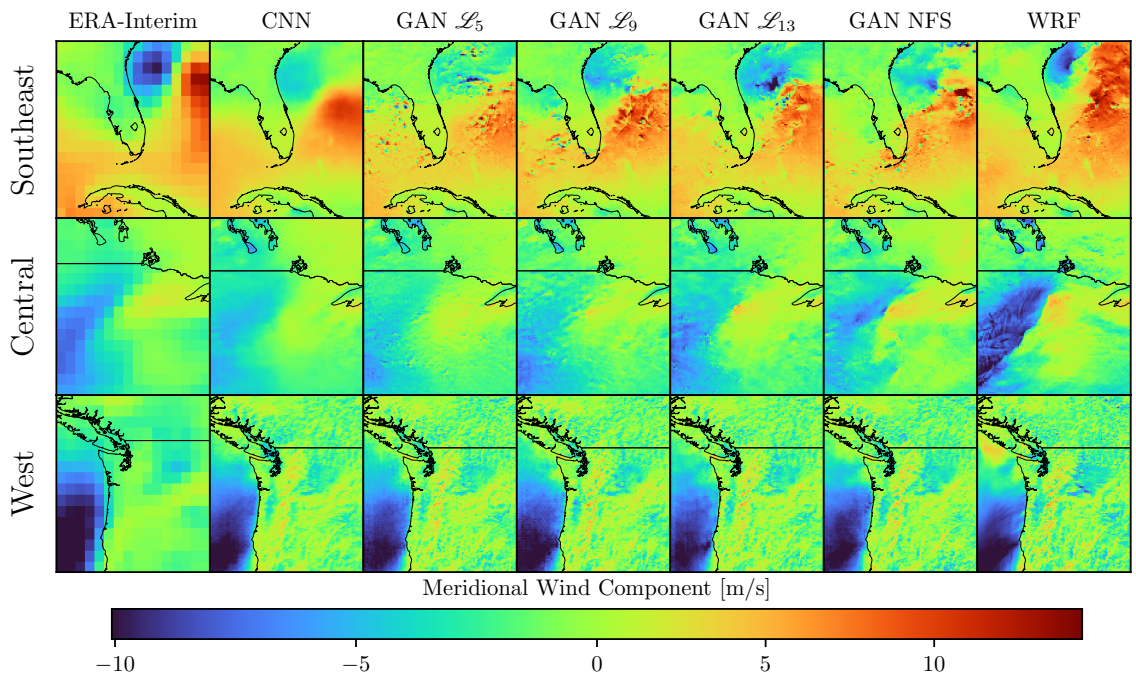 ERA-Interim CNN GAN ℒ₅ GAN ℒ₉ GAN ℒ₁₃ GAN NFS WRF
Southeast
Central
West
Meridional Wind Component [m/s]
−10 −5 0 5 10